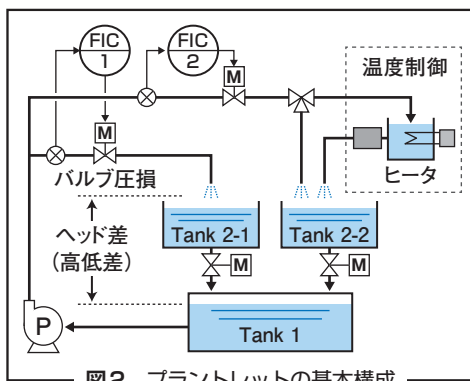 FIC
1
FIC
2
M
M
温度制御
ヒータ
バルブ圧損
ヘッド差
(高低差)
Tank 2-1
Tank 2-2
M
M
P
Tank 1
図2 プラントレットの基本構成